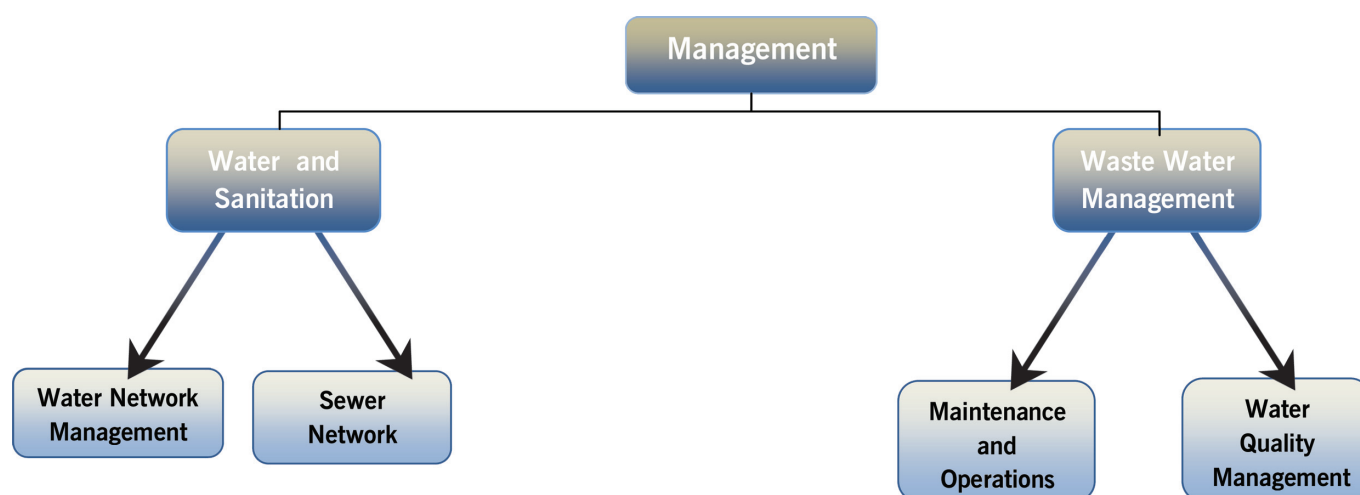 Management
Water and
Sanitation
Waste Water
Management
Water Network
Management
Sewer
Network
Maintenance
and
Operations
Water
Quality
Management